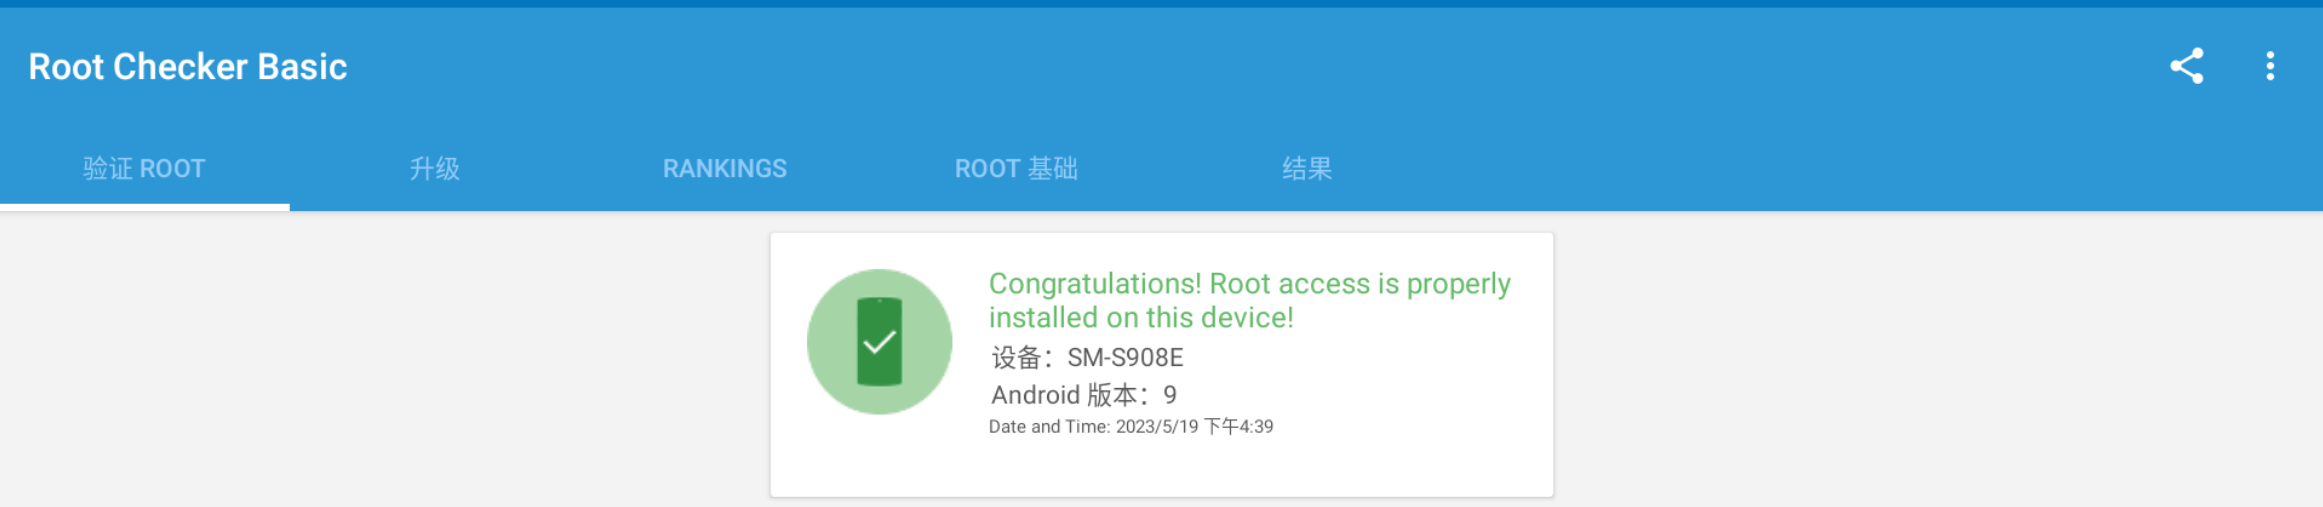 Root Checker Basic
验证 ROOT
升级
RANKINGS
ROOT 基础
结果
Congratulations! Root access is properly
installed on this device!
设备：SM-S908E
Android 版本：9
Date and Time: 2023/5/19 下午4:39